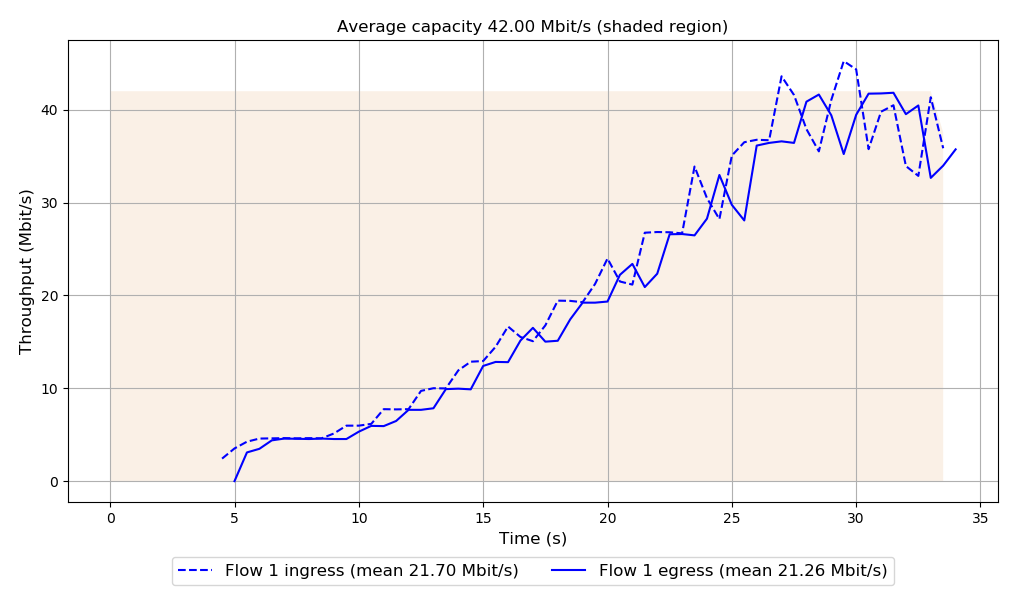 Average capacity 42.00 Mbit/s (shaded region)
Throughput (Mbit/s)
40
30
20
10
0
0 5 10 15 20 25 30 35
Time (s)
Flow 1 ingress (mean 21.70 Mbit/s) Flow 1 egress (mean 21.26 Mbit/s)